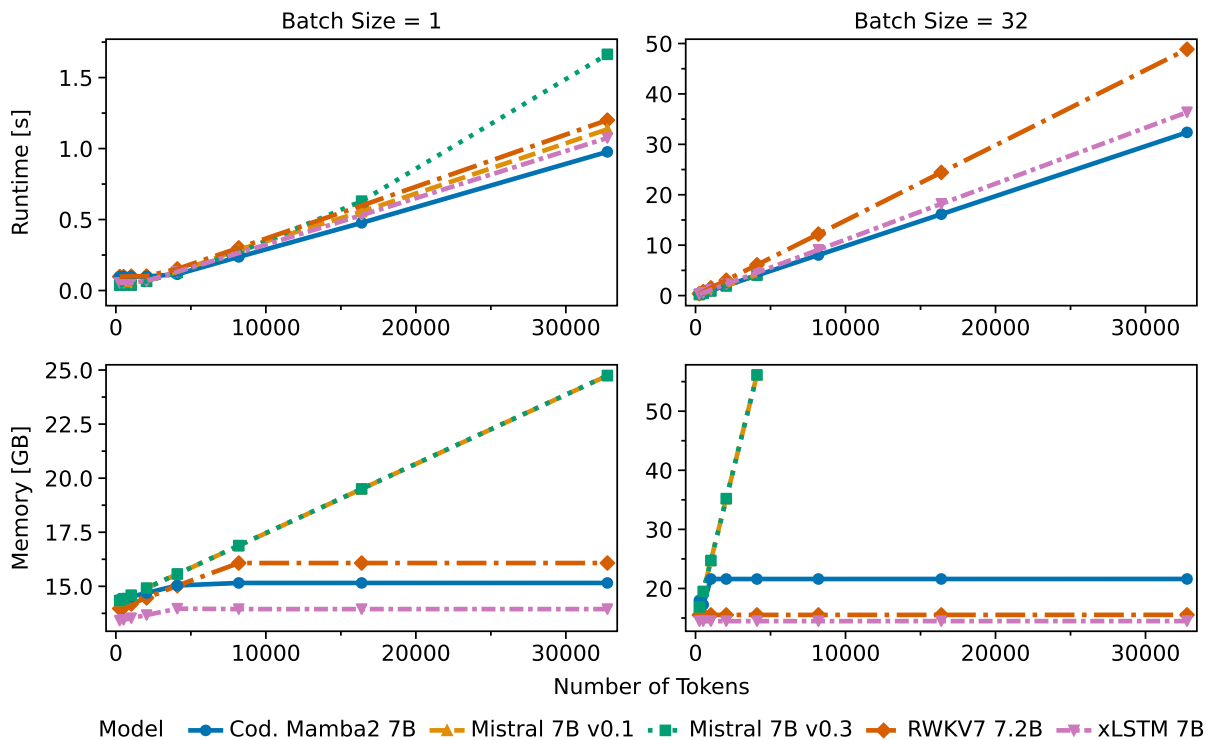 Batch Size = 1
Batch Size = 32
Runtime [s]
1.5
1.0
0.5
0.0
0 10000 20000 30000
50
40
30
20
10
0
0 10000 20000 30000
Memory [GB]
25.0
22.5
20.0
17.5
15.0
0 10000 20000 30000
50
40
30
20
0 10000 20000 30000
Number of Tokens
Model Cod. Mamba2 7B Mistral 7B v0.1 Mistral 7B v0.3 RWKV7 7.2B xLSTM 7B